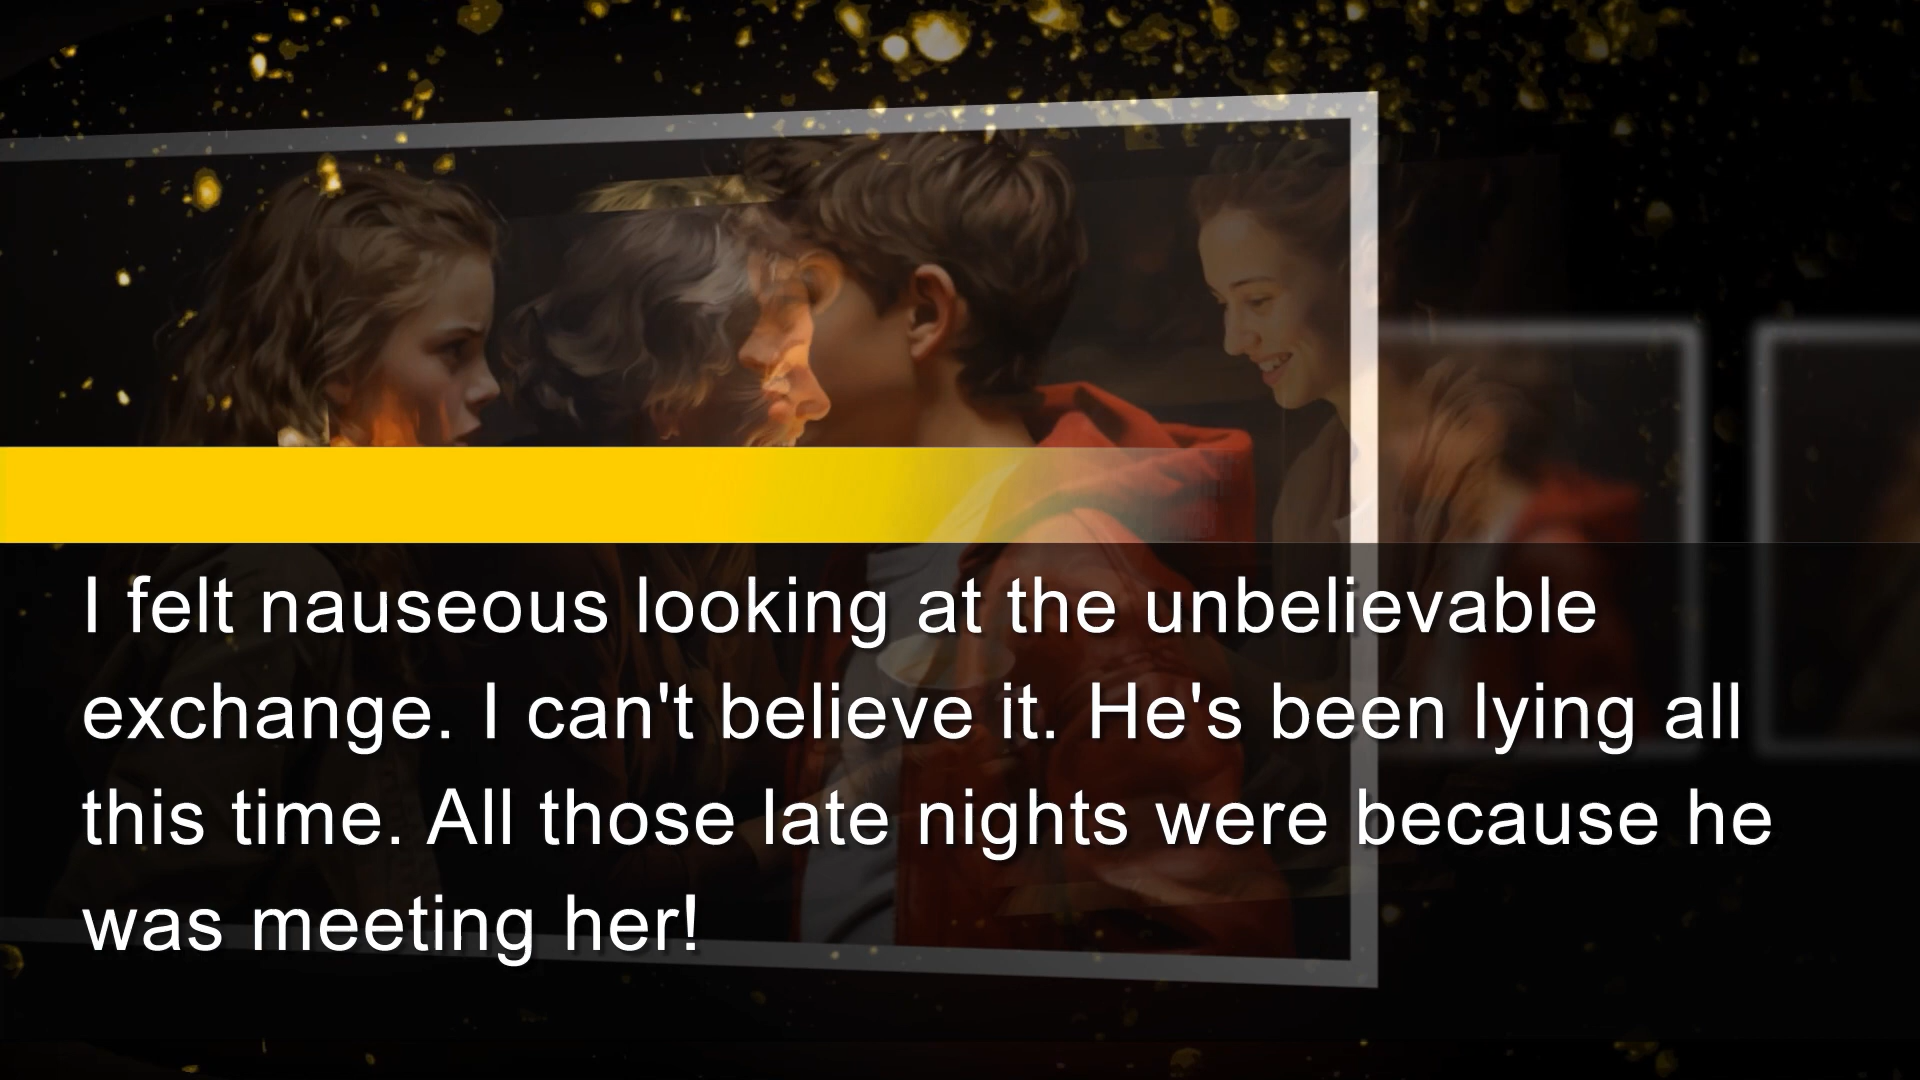 I felt nauseous looking at the unbelievable
exchange. I can't believe it. He's been lying all
this time. All those late nights were because he
was meeting her!